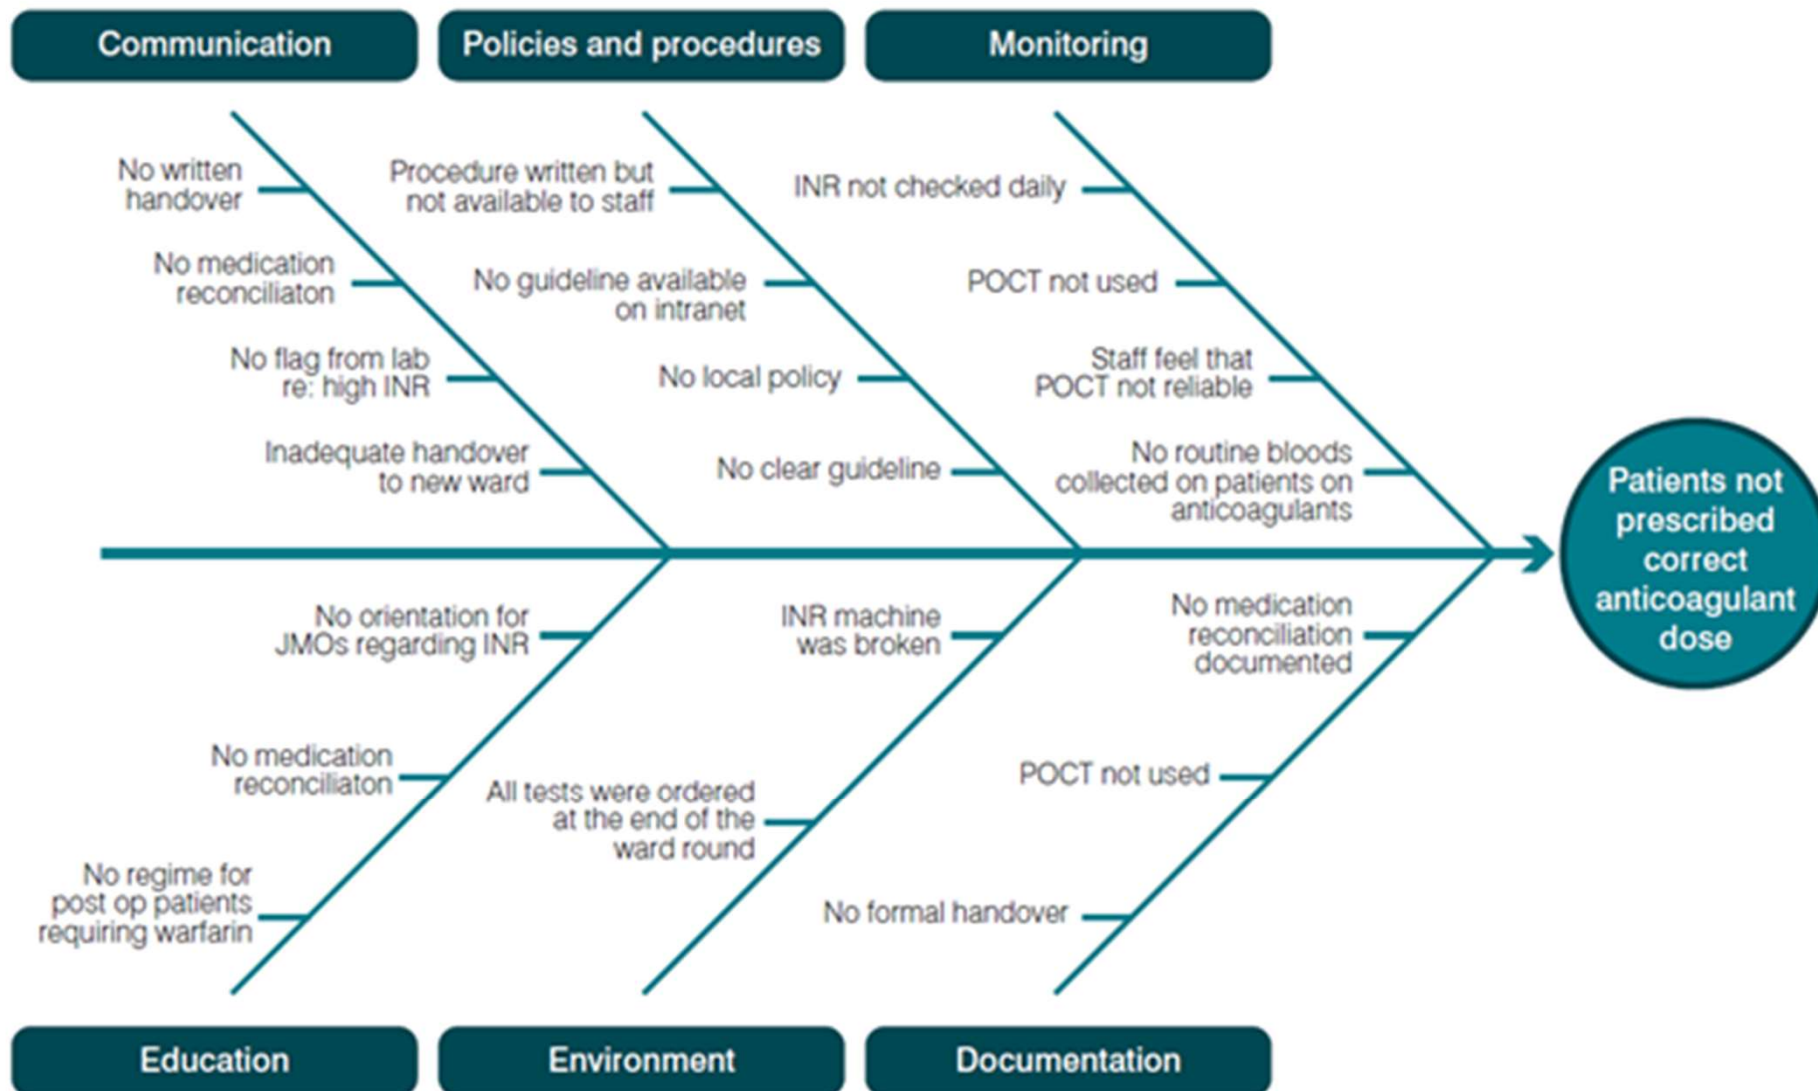 Communication
Policies and procedures
Monitoring
No written
handover
No medication
reconciliaton
No flag from lab
re: high INR
Inadequate handover
to new ward
Procedure written but
not available to staff
No guideline available
on intranet
No local policy
No clear guideline
INR not checked daily
POCT not used
Staff feel that
POCT not reliable
No routine bloods
collected on patients on
anticoagulants
Patients not
prescribed
correct
anticoagulant
dose
No orientation for
JMOs regarding INR
No medication
reconciliaton
No regime for
post op patients
requiring warfarin
INR machine
was broken
All tests were ordered
at the end of the
ward round
No medication
reconciliation
documented
POCT not used
No formal handover
Education
Environment
Documentation